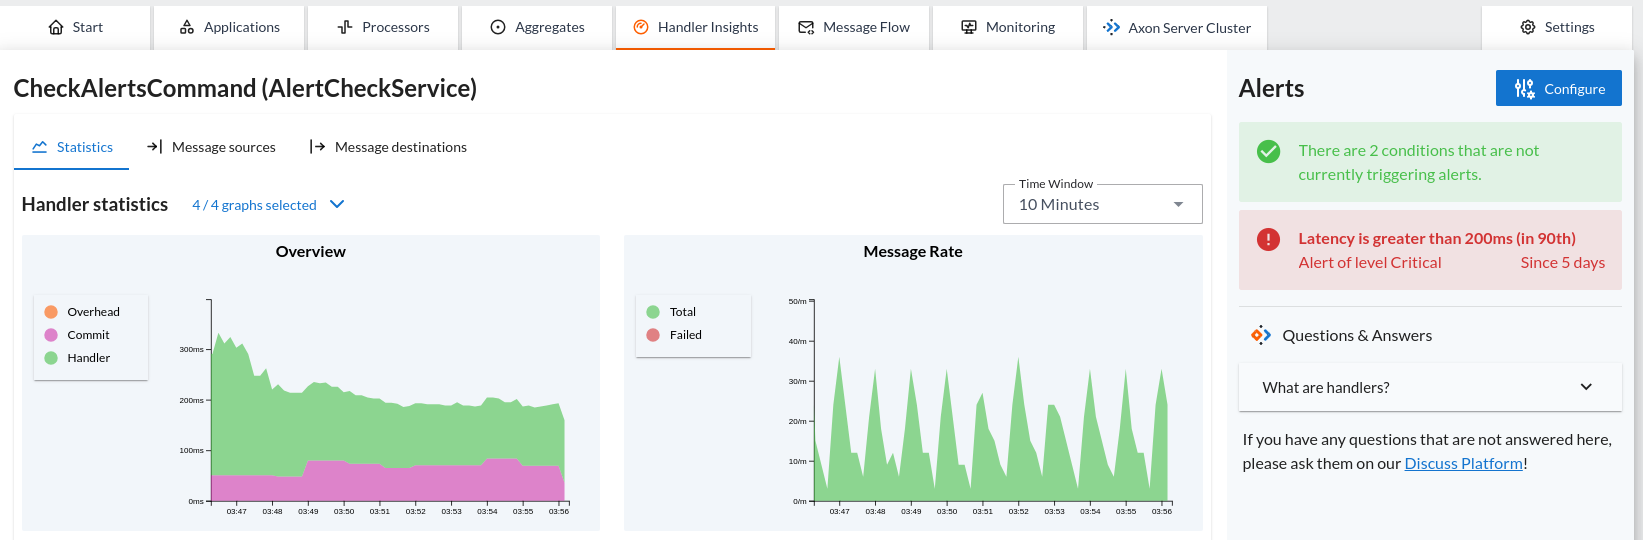 Start
Applications
Processors
Aggregates
Handler Insights
Message Flow
Monitoring
Axon Server Cluster
Settings
CheckAlertsCommand (AlertCheckService)
Statistics
Message sources
Message destinations
Handler statistics
4 / 4 graphs selected
Time Window
10 Minutes
Overview
Overhead
Commit
Handler
300ms
200ms
100ms
0ms
03:47 03:48 03:49 03:50 03:51 03:52 03:53 03:54 03:55 03:56
Message Rate
Total
Failed
50/m
40/m
30/m
20/m
10/m
0/m
03:47 03:48 03:49 03:50 03:51 03:52 03:53 03:54 03:55 03:56
Alerts
Configure
There are 2 conditions that are not
currently triggering alerts.
Latency is greater than 200ms (in 90th)
Alert of level Critical Since 5 days
Questions & Answers
What are handlers?
If you have any questions that are not answered here,
please ask them on our Discuss Platform!